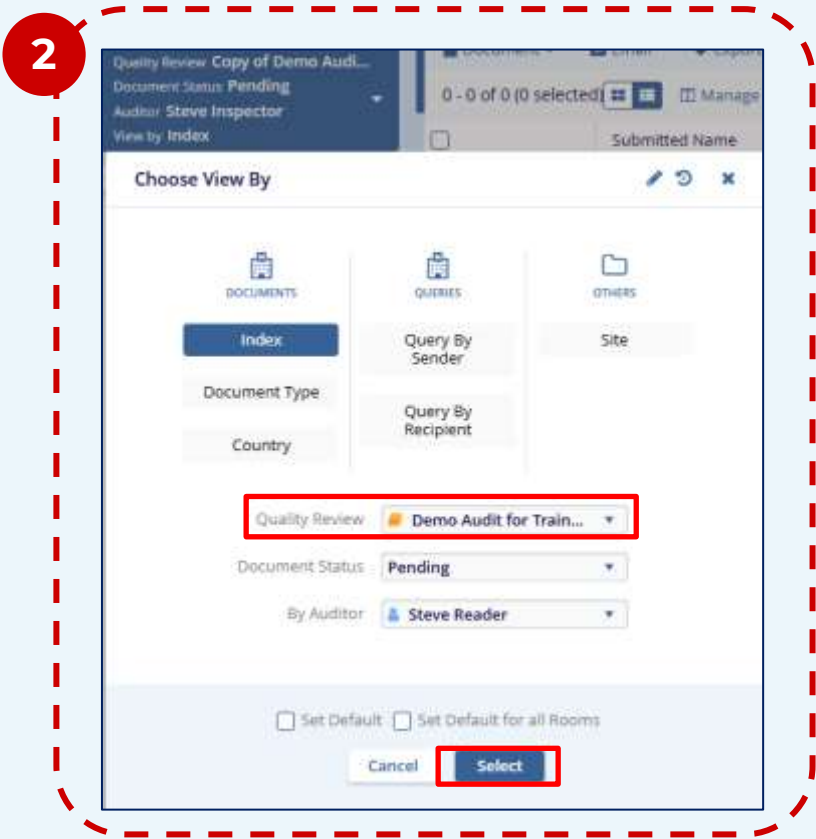 2
Quality Review Copy of Demo Audi...
Document Status Pending
Auditor Steve Inspector
View by Index
Document
Email
Export
0 - 0 of 0 (0 selected)
Manage
Submitted Name
Choose View By
DOCUMENTS
QUERIES
OTHERS
Index
Query By
Sender
Site
Document Type
Query By
Recipient
Country
Quality Review
Demo Audit for Train...
Document Status
Pending
By Auditor
Steve Reader
Set Default
Set Default for all Rooms
Cancel
Select